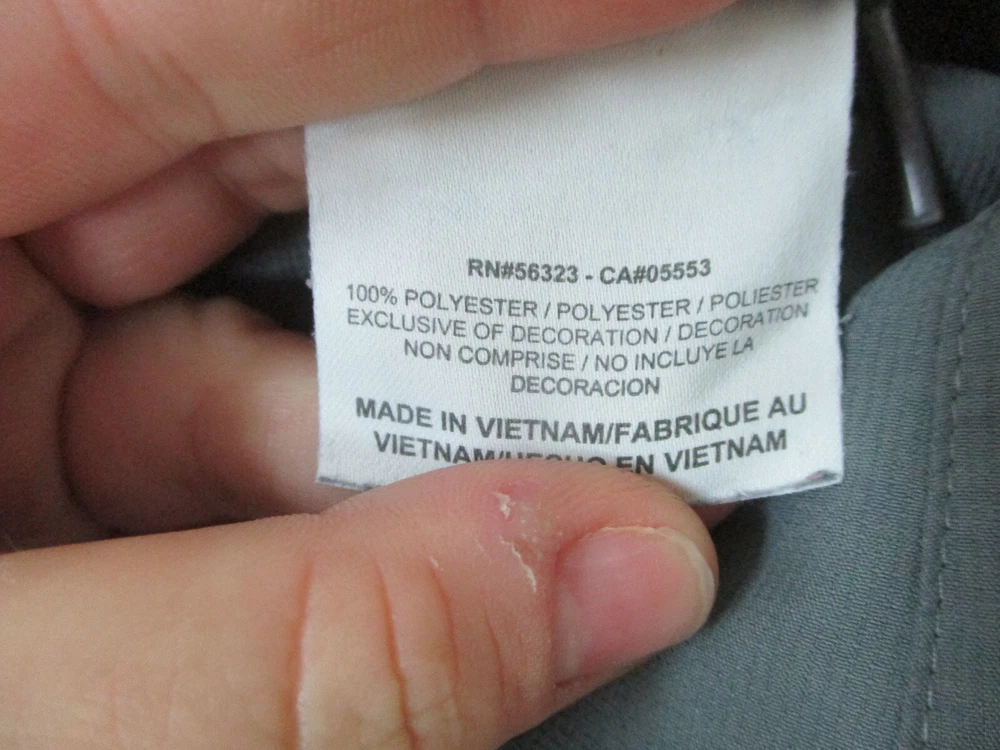 RN#56323 - CA#05553
100% POLYESTER / POLYESTER / POLIESTER
EXCLUSIVE OF DECORATION / DECORATION
NON COMPRISE / NO INCLUYE LA
DECORACION
MADE IN VIETNAM/FABRIQUE AU
VIETNAM/HECHO EN VIETNAM